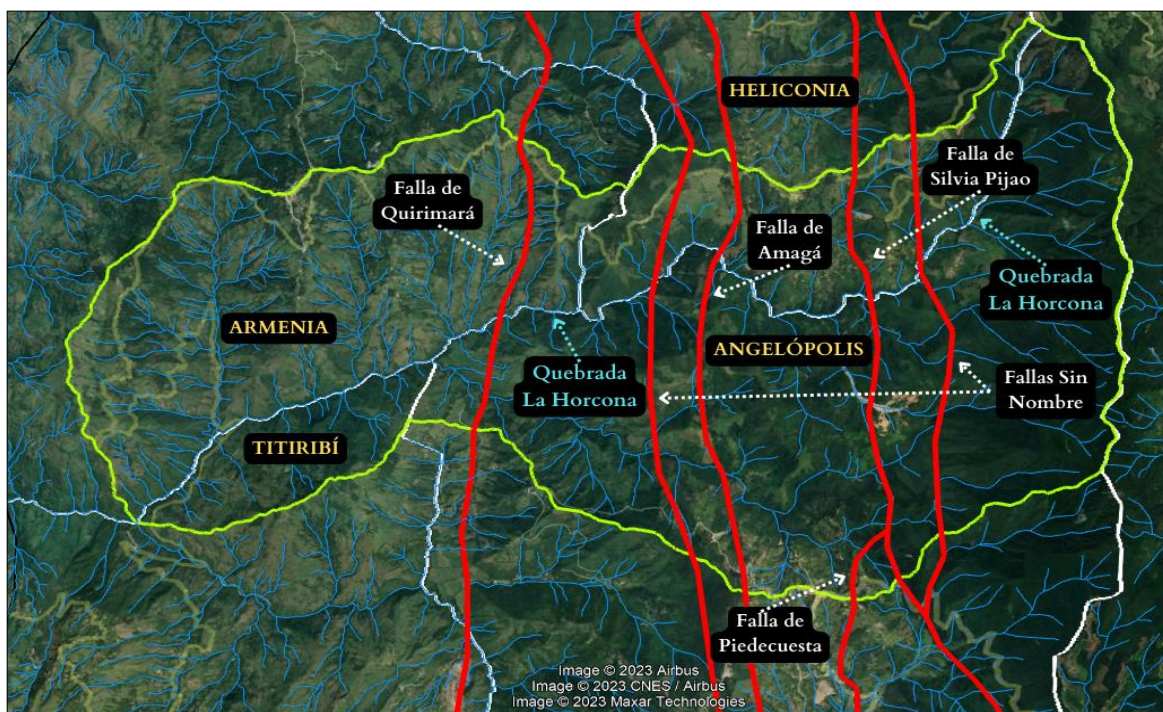 HELICONIA
Falla de
Silvia Pijao
Falla de
Quirimará
Falla de
Amagá
Quebrada
La Horcona
ARMENIA
ANGELÓPOLIS
Quebrada
La Horcona
Fallas Sin
Nombre
TITIRIBÍ
Falla de
Piedecuesta
Image © 2023 Airbus
Image © 2023 CNES / Airbus
Image © 2023 Maxar Technologies